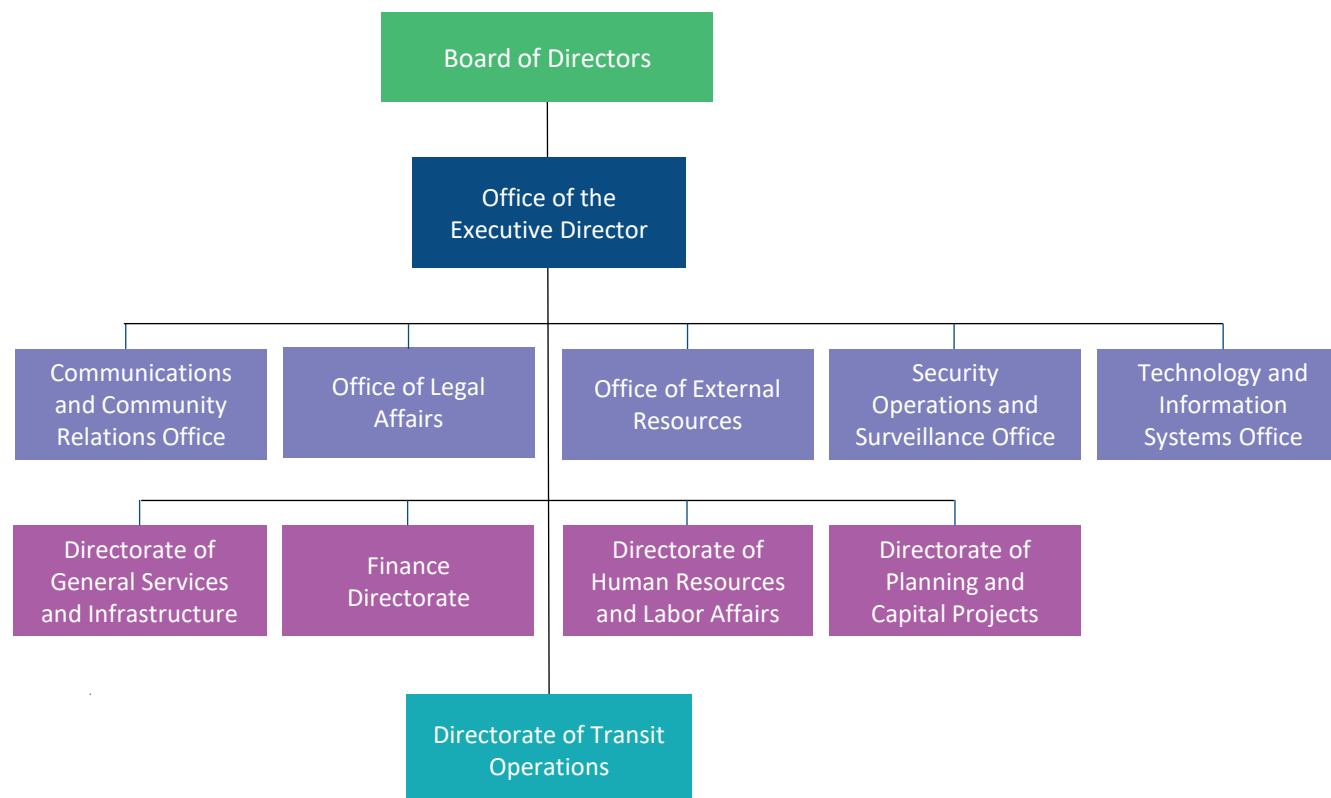 Board of Directors
Office of the
Executive Director
Communications
and Community
Relations Office
Office of Legal
Affairs
Office of External
Resources
Security
Operations and
Surveillance Office
Technology and
Information
Systems Office
Directorate of
General Services
and Infrastructure
Finance
Directorate
Directorate of
Human Resources
and Labor Affairs
Directorate of
Planning and
Capital Projects
Directorate of Transit
Operations